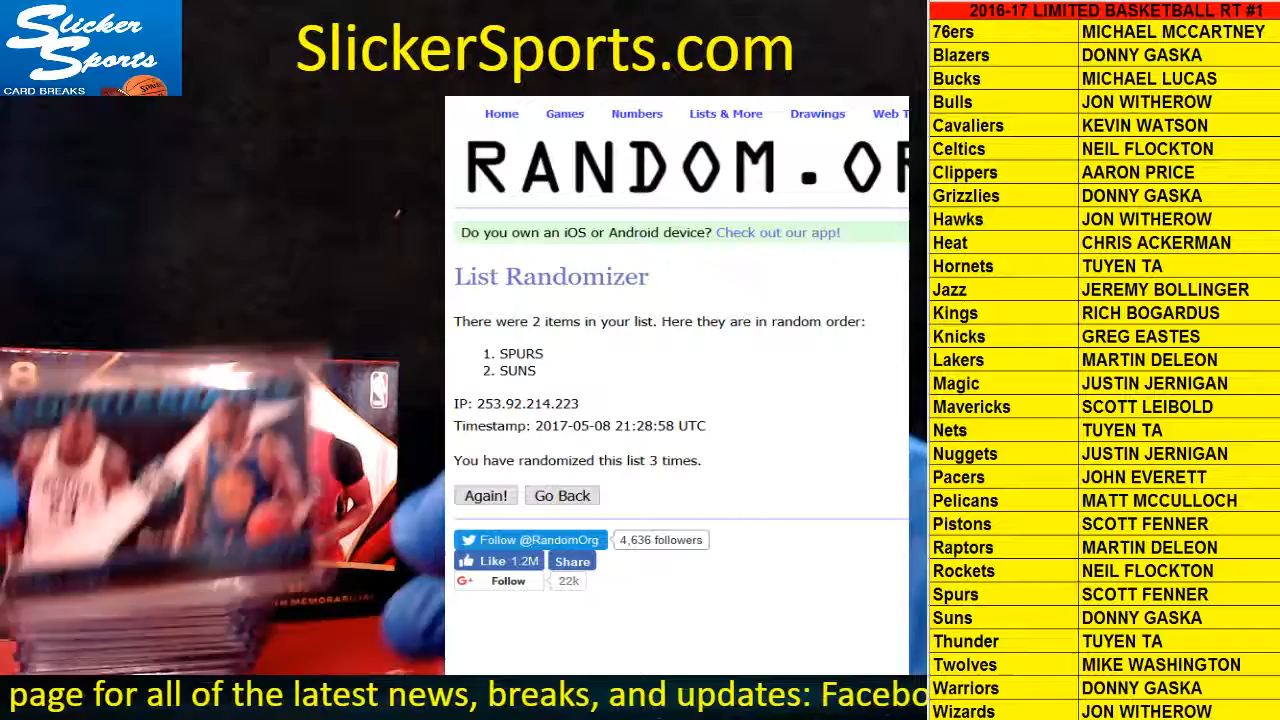 Slicker
Sports
CARD BREAKS
SlickerSports.com
Home Games Numbers Lists & More Drawings Web T
RANDOM.OR
Do you own an iOS or Android device? Check out our app!
List Randomizer
There were 2 items in your list. Here they are in random order:
1. SPURS
2. SUNS
IP: 253.92.214.223
Timestamp: 2017-05-08 21:28:58 UTC
You have randomized this list 3 times.
Again! Go Back
Follow @RandomOrg 4,636 followers
Like 1.2M Share
G+ Follow 22k
page for all of the latest news, breaks, and updates: Facebo
2016-17 LIMITED BASKETBALL RT #1
76ers MICHAEL MCCARTNEY
Blazers DONNY GASKA
Bucks MICHAEL LUCAS
Bulls JON WITHEROW
Cavaliers KEVIN WATSON
Celtics NEIL FLOCKTON
Clippers AARON PRICE
Grizzlies DONNY GASKA
Hawks JON WITHEROW
Heat CHRIS ACKERMAN
Hornets TUYEN TA
Jazz JEREMY BOLLINGER
Kings RICH BOGARDUS
Knicks GREG EASTES
Lakers MARTIN DELEON
Magic JUSTIN JERNIGAN
Mavericks SCOTT LEIBOLD
Nets TUYEN TA
Nuggets JUSTIN JERNIGAN
Pacers JOHN EVERETT
Pelicans MATT MCCULLOCH
Pistons SCOTT FENNER
Raptors MARTIN DELEON
Rockets NEIL FLOCKTON
Spurs SCOTT FENNER
Suns DONNY GASKA
Thunder TUYEN TA
Twolves MIKE WASHINGTON
Warriors DONNY GASKA
Wizards JON WITHEROW